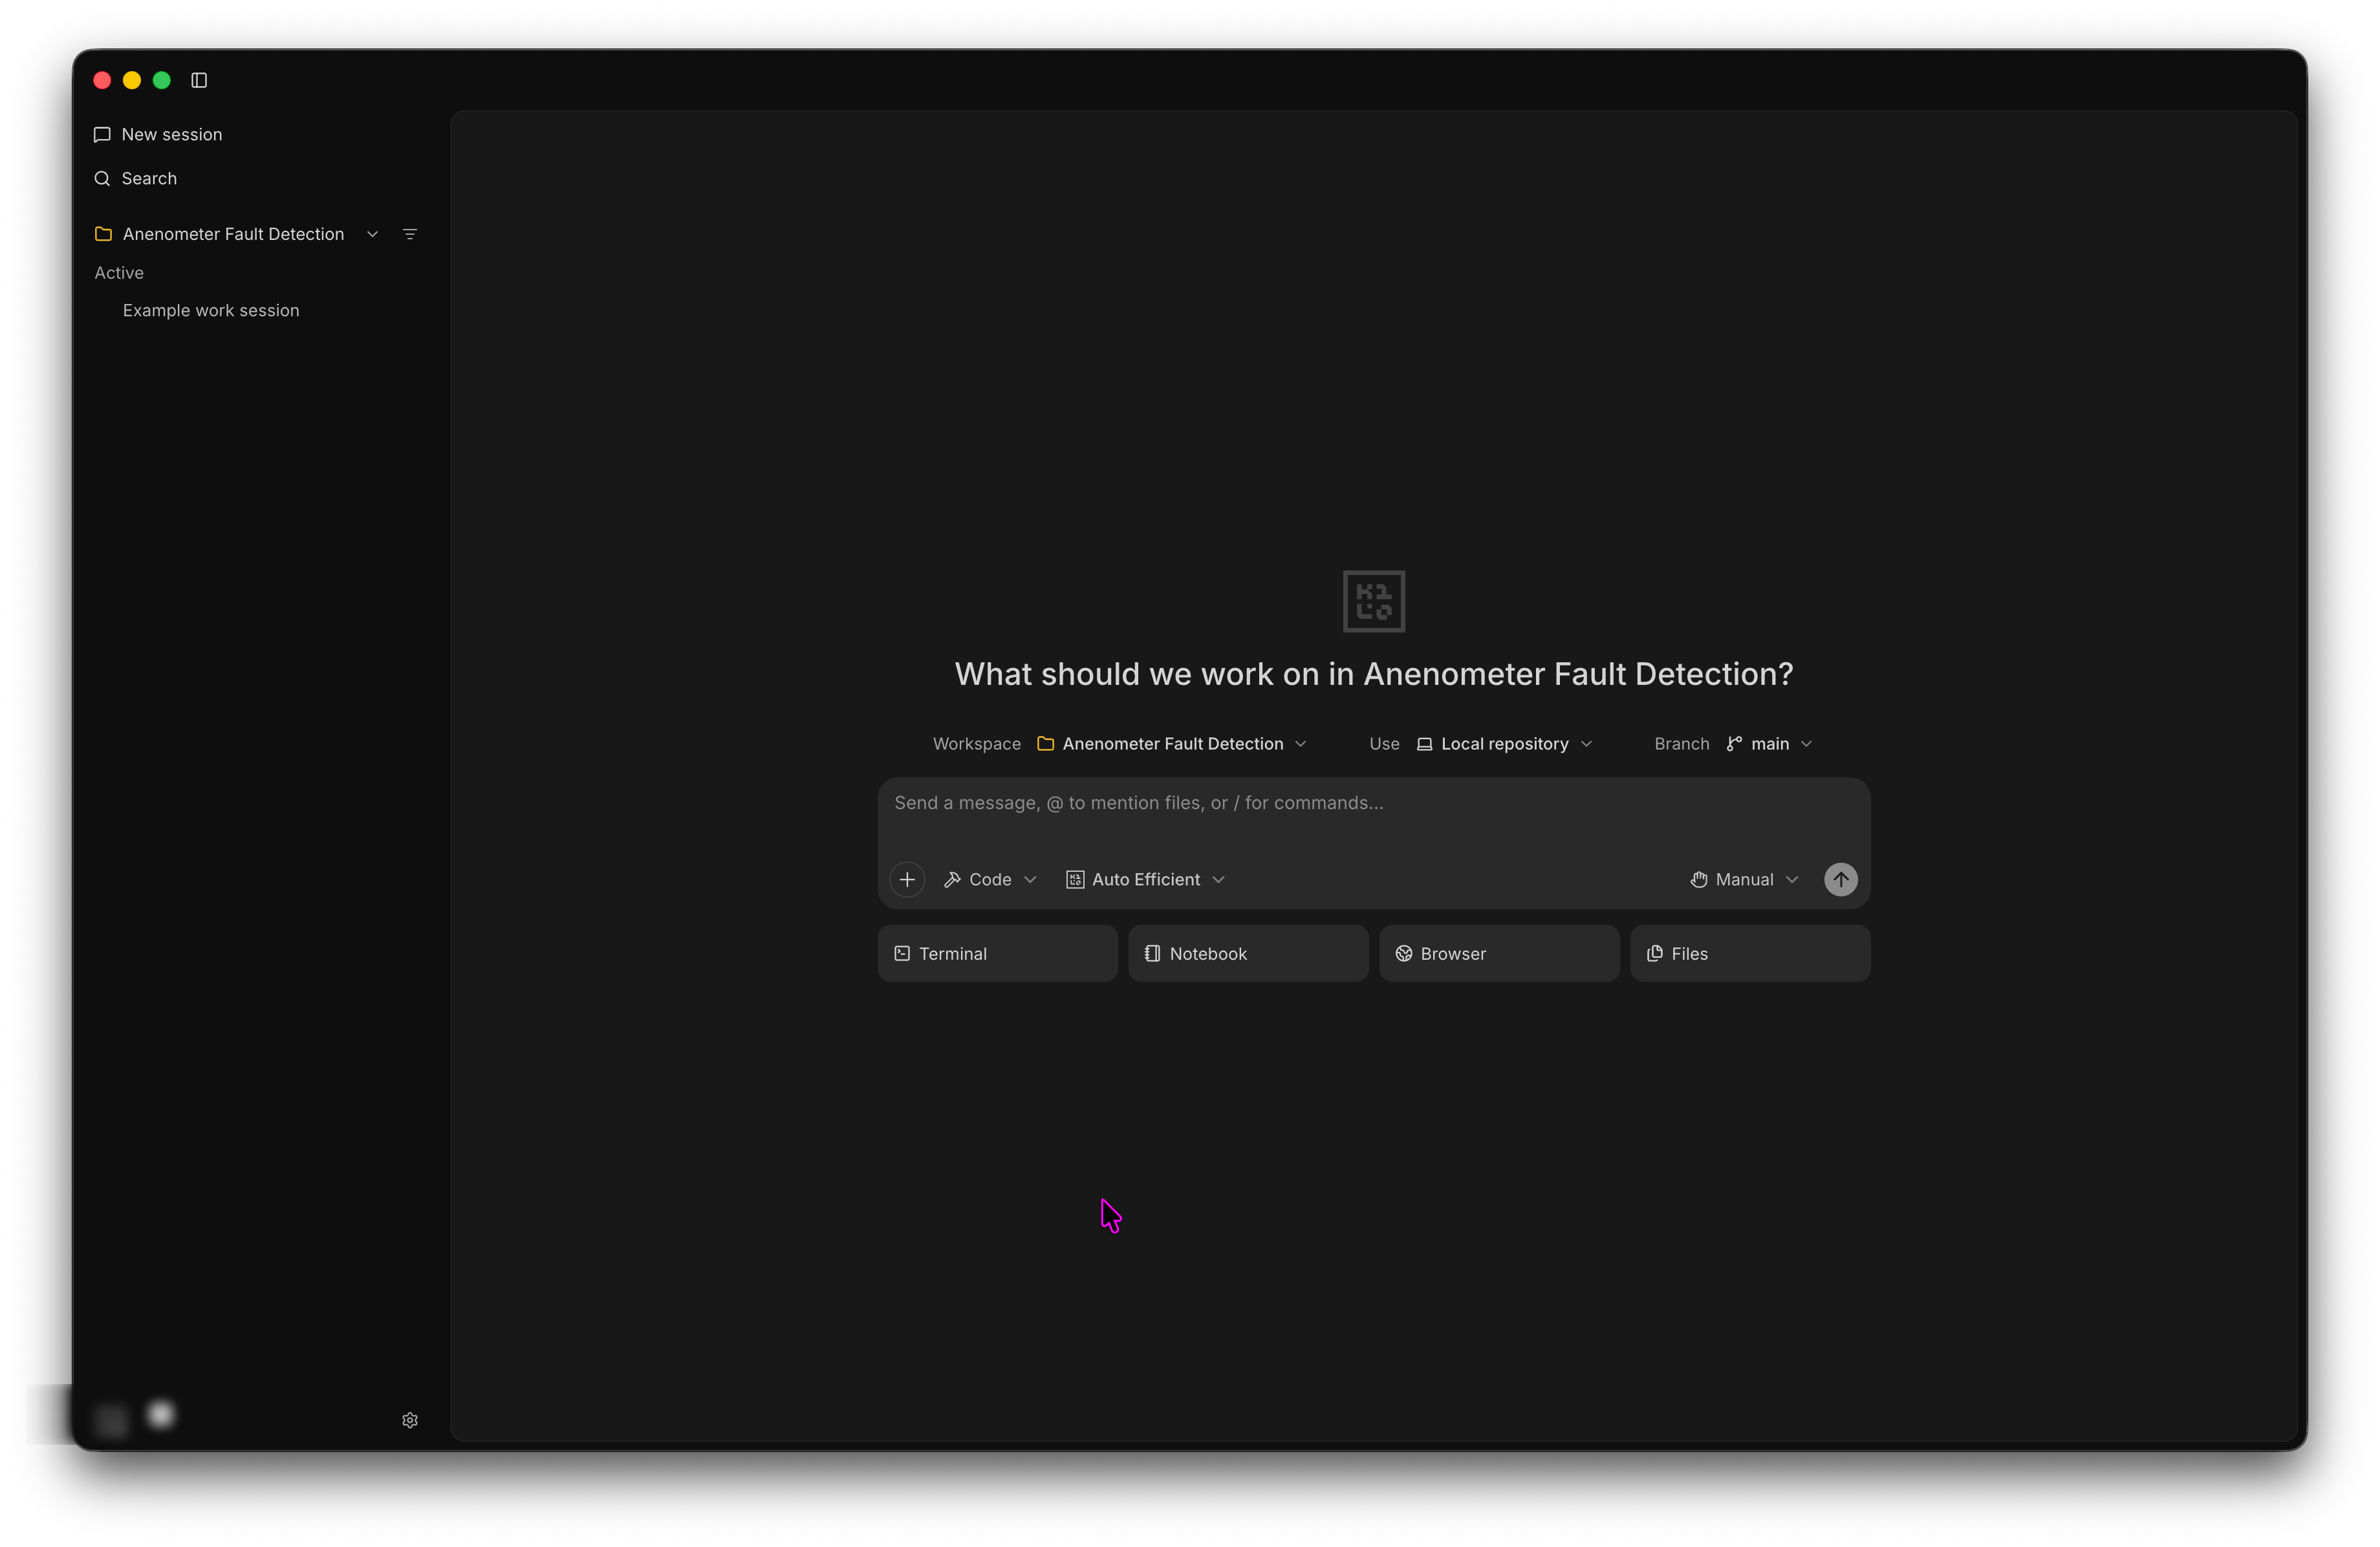 New session
Search
Anenometer Fault Detection
Active
Example work session
KILO
What should we work on in Anenometer Fault Detection?
Workspace Anenometer Fault Detection Use Local repository Branch main
Send a message, @ to mention files, or / for commands...
Code Auto Efficient Manual
Terminal Notebook Browser Files